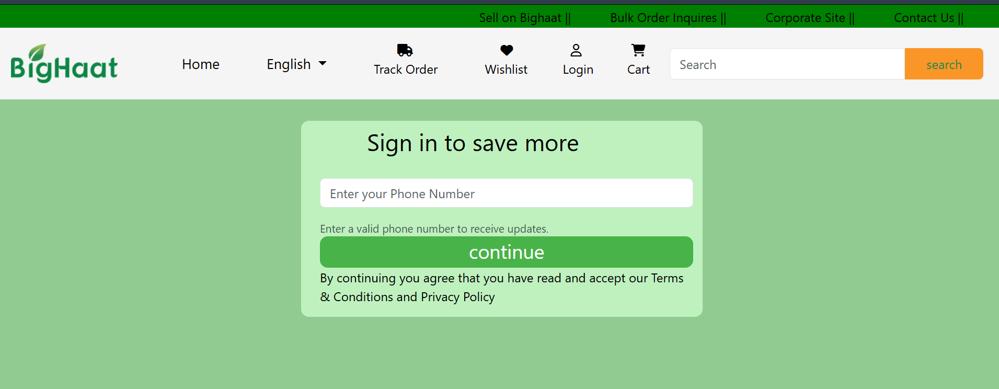 Sell on Bighaat || Bulk Order Inquires || Corporate Site || Contact Us ||
BigHaat
Home
English
Track Order
Wishlist
Login
Cart
Search
search
Sign in to save more
Enter your Phone Number
Enter a valid phone number to receive updates.
continue
By continuing you agree that you have read and accept our Terms
& Conditions and Privacy Policy